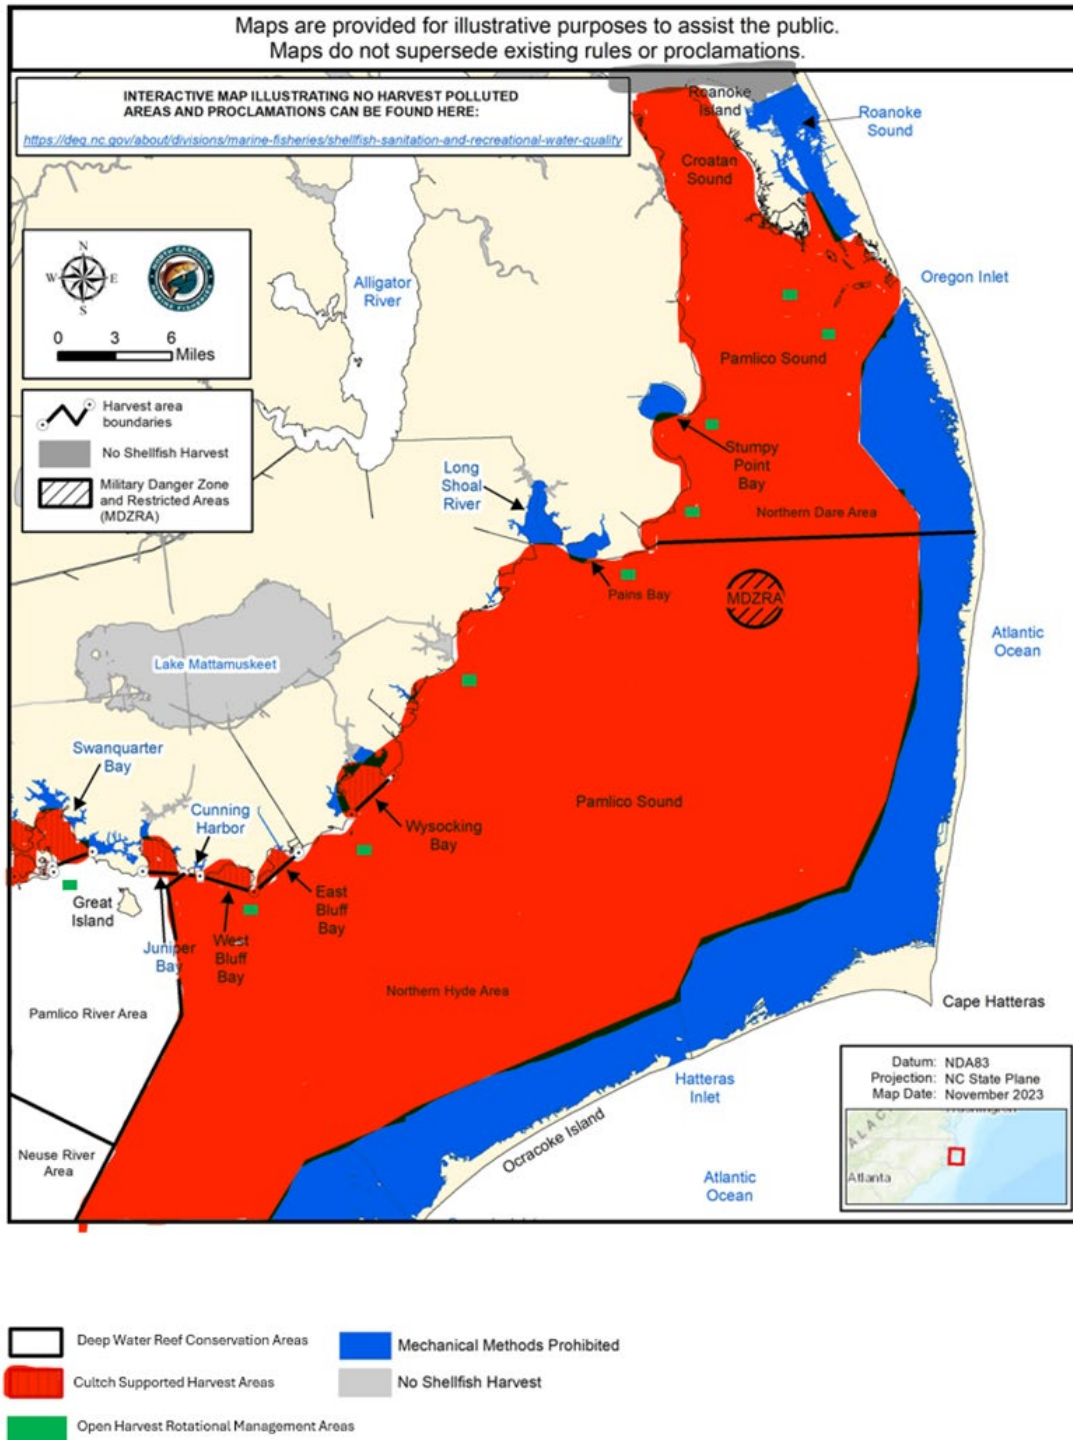 Maps are provided for illustrative purposes to assist the public.
Maps do not supersede existing rules or proclamations.
INTERACTIVE MAP ILLUSTRATING NO HARVEST POLLUTED
AREAS AND PROCLAMATIONS CAN BE FOUND HERE:
https://deq.nc.gov/about/divisions/marine-fisheries/shellfish-sanitation-and-recreational-water-quality
Roanoke
Island
Roanoke
Sound
Croatan
Sound
N
W
E
S
0
3
6
Miles
Alligator
River
Oregon Inlet
Pamlico Sound
Harvest area
boundaries
No Shellfish Harvest
Military Danger Zone
and Restricted Areas
(MDZRA)
Long
Shoal
River
Stumpy
Point
Bay
Northern Dare Area
Pains Bay
MDZRA
Atlantic
Ocean
Lake Mattamuskeet
Swanquarter
Bay
Cunning
Harbor
Pamlico Sound
Wysocking
Bay
Great
Island
East
Bluff
Bay
Juniper
Bay
West
Bluff
Bay
Northern Hyde Area
Pamlico River Area
Cape Hatteras
Datum: NDA83
Projection: NC State Plane
Map Date: November 2023
Hatteras
Inlet
Ocracoke Island
Neuse River
Area
Atlantic
Ocean
Atlanta
Deep Water Reef Conservation Areas
Mechanical Methods Prohibited
Cultch Supported Harvest Areas
No Shellfish Harvest
Open Harvest Rotational Management Areas